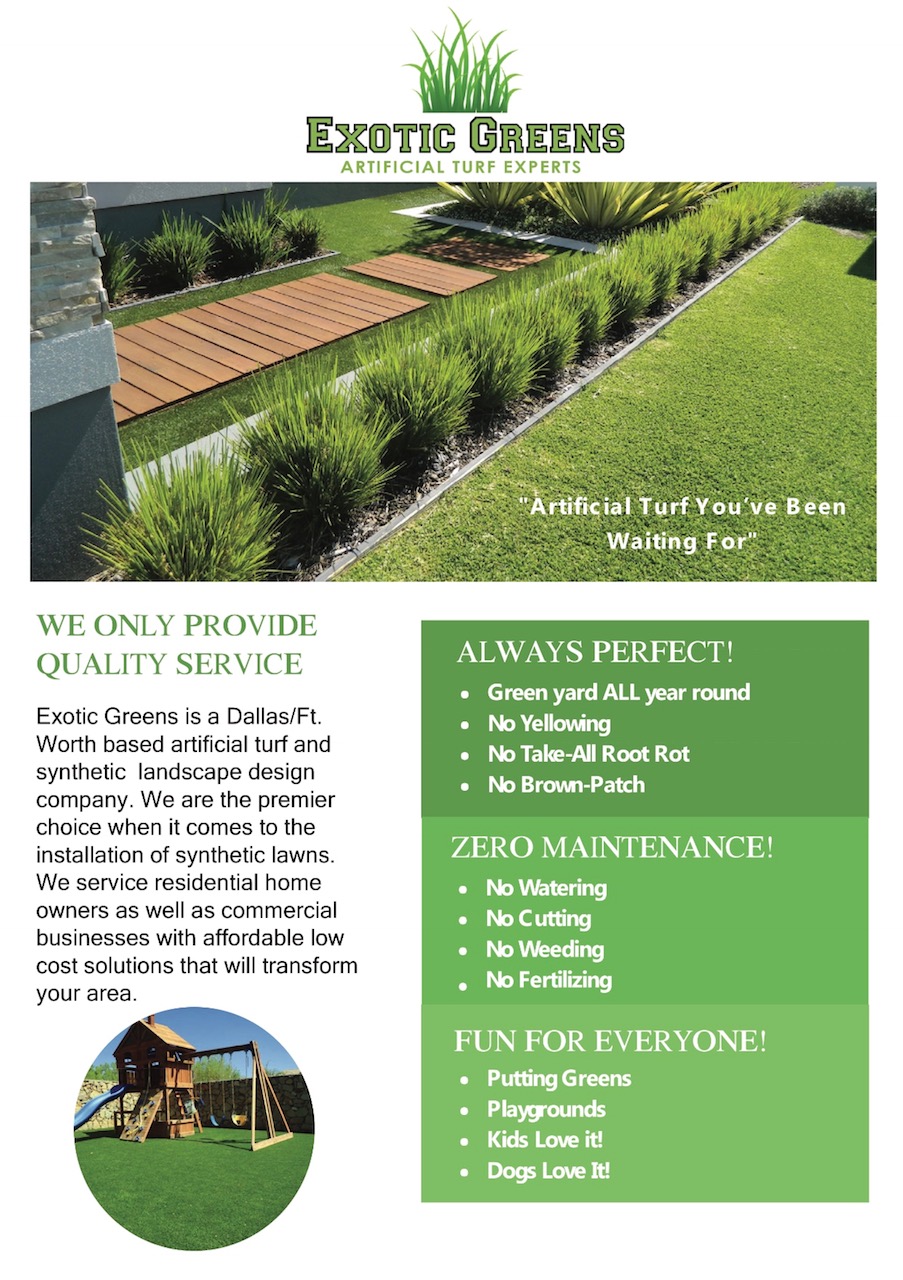 EXOTIC GREENS
ARTIFICIAL TURF EXPERTS
"Artificial Turf You've Been
Waiting For"
WE ONLY PROVIDE
QUALITY SERVICE
Exotic Greens is a Dallas/Ft.
Worth based artificial turf and
synthetic landscape design
company. We are the premier
choice when it comes to the
installation of synthetic lawns.
We service residential home
owners as well as commercial
businesses with affordable low
cost solutions that will transform
your area.
ALWAYS PERFECT!
• Green yard ALL year round
• No Yellowing
• No Take-All Root Rot
• No Brown-Patch
ZERO MAINTENANCE!
• No Watering
• No Cutting
• No Weeding
• No Fertilizing
FUN FOR EVERYONE!
• Putting Greens
• Playgrounds
• Kids Love it!
• Dogs Love It!